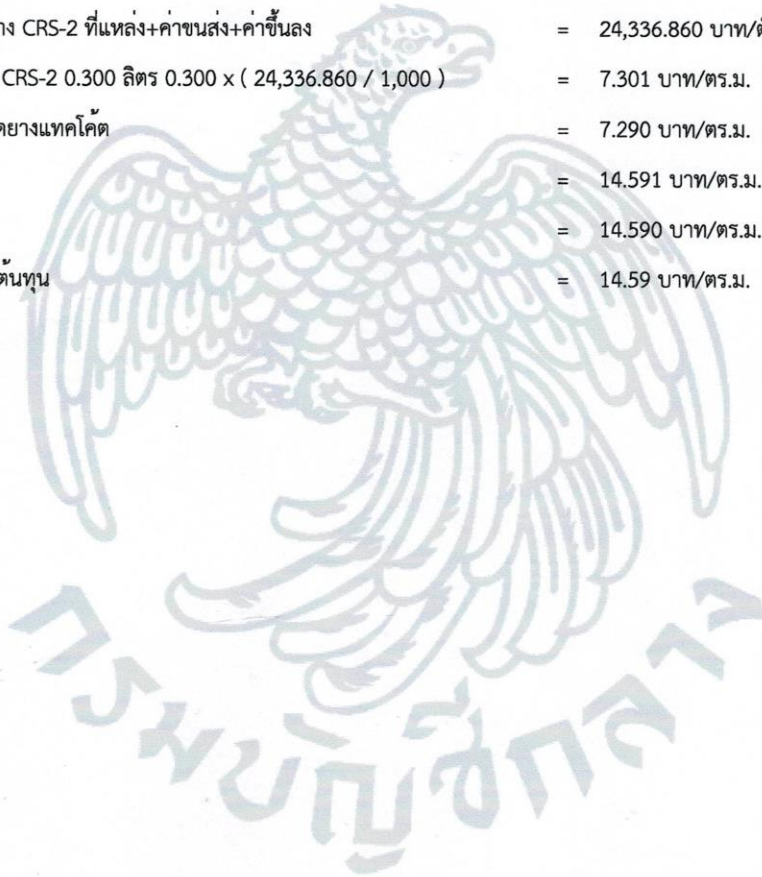 าง CRS-2 ที่แหล่ง+ค่าขนส่ง+ค่าขึ้นลง = 24,336.860 บาท/ตั
CRS-2 0.300 ลิตร 0.300 x ( 24,336.860 / 1,000 ) = 7.301 บาท/ตร.ม.
ดยางแทคโค้ต = 7.290 บาท/ตร.ม.
= 14.591 บาท/ตร.ม.
= 14.590 บาท/ตร.ม.
ต้นทุน = 14.59 บาท/ตร.ม.
กรมบัญชีกลาง